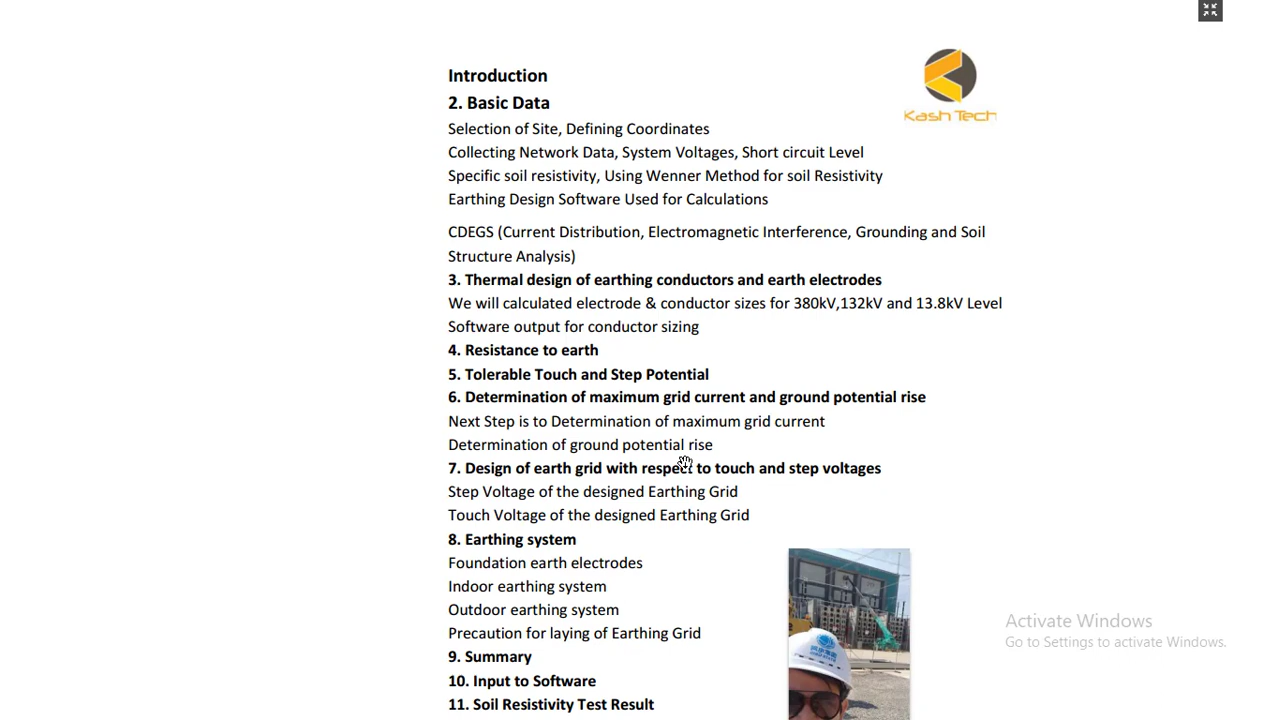 Introduction
Kash Tech
2. Basic Data
Selection of Site, Defining Coordinates
Collecting Network Data, System Voltages, Short circuit Level
Specific soil resistivity, Using Wenner Method for soil Resistivity
Earthing Design Software Used for Calculations
CDEGS (Current Distribution, Electromagnetic Interference, Grounding and Soil
Structure Analysis)
3. Thermal design of earthing conductors and earth electrodes
We will calculated electrode & conductor sizes for 380kV,132kV and 13.8kV Level
Software output for conductor sizing
4. Resistance to earth
5. Tolerable Touch and Step Potential
6. Determination of maximum grid current and ground potential rise
Next Step is to Determination of maximum grid current
Determination of ground potential rise
7. Design of earth grid with respect to touch and step voltages
Step Voltage of the designed Earthing Grid
Touch Voltage of the designed Earthing Grid
8. Earthing system
Foundation earth electrodes
Indoor earthing system
Outdoor earthing system
Precaution for laying of Earthing Grid
9. Summary
10. Input to Software
11. Soil Resistivity Test Result
Activate Windows
Go to Settings to activate Windows.